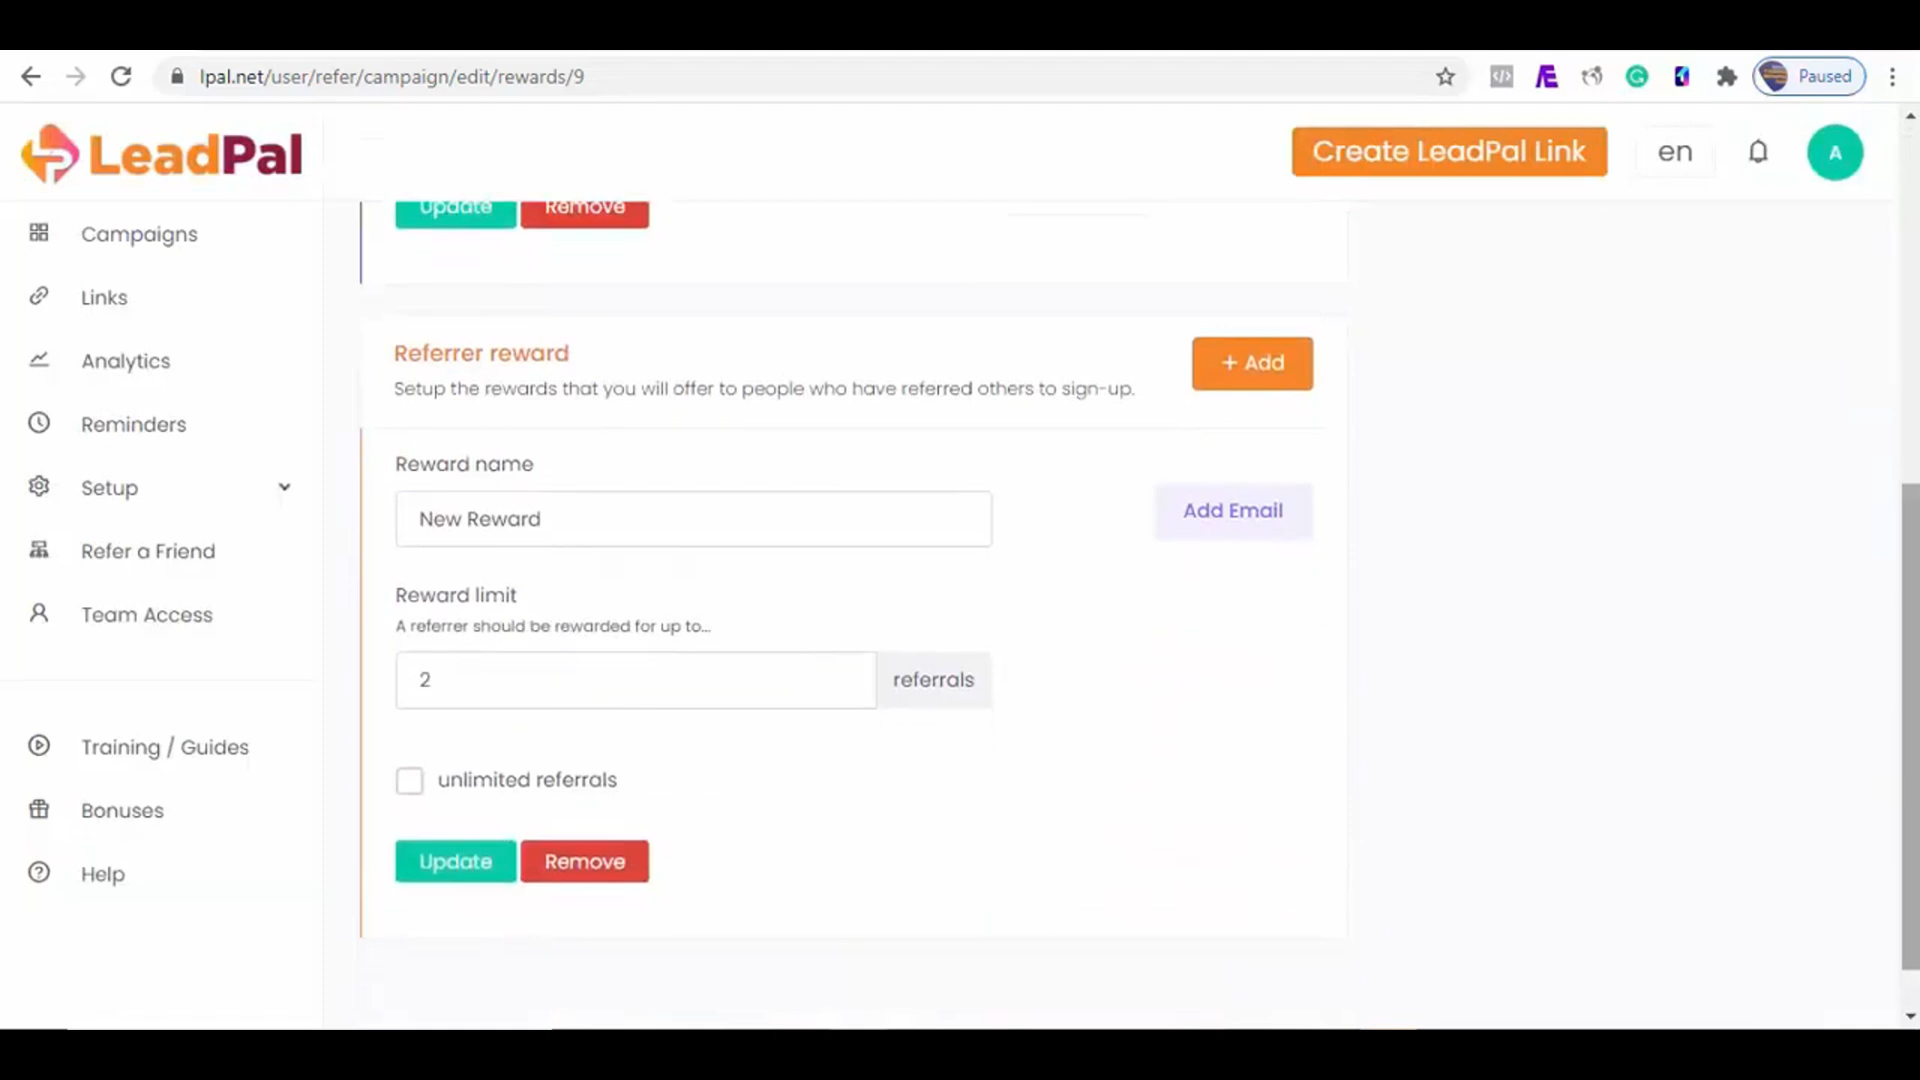 lpal.net/user/refer/campaign/edit/rewards/9
Paused
LeadPal
Create LeadPal Link
en
A
Campaigns
Links
Analytics
Reminders
Setup
Refer a Friend
Team Access
Training / Guides
Bonuses
Help
Update Remove
Referrer reward
+ Add
Setup the rewards that you will offer to people who have referred others to sign-up.
Reward name
New Reward
Add Email
Reward limit
A referrer should be rewarded for up to...
2 referrals
unlimited referrals
Update Remove